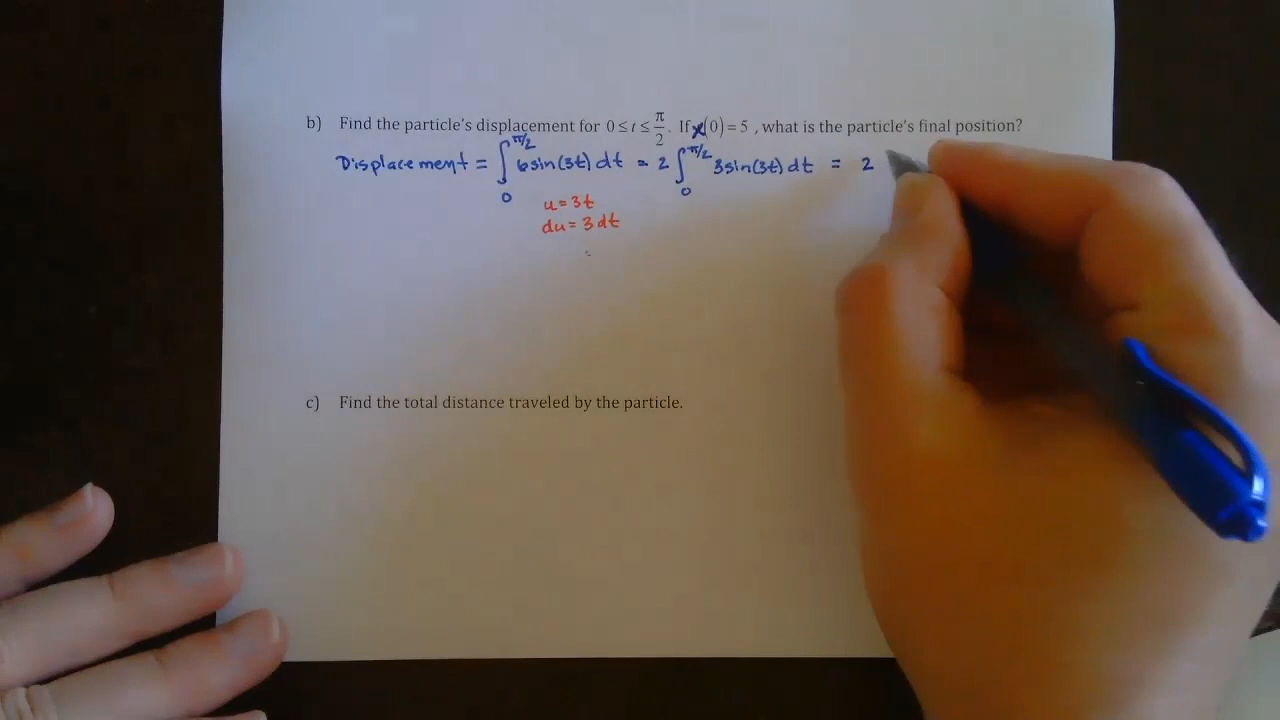 b) Find the particle's displacement for 0 ≤ t ≤ π/2. If x(0) = 5 , what is the particle's final position?
Displacement = ∫₀^{π/2} 6sin(3t) dt = 2 ∫₀^{π/2} 3sin(3t) dt = 2
u = 3t
du = 3 dt
c) Find the total distance traveled by the particle.